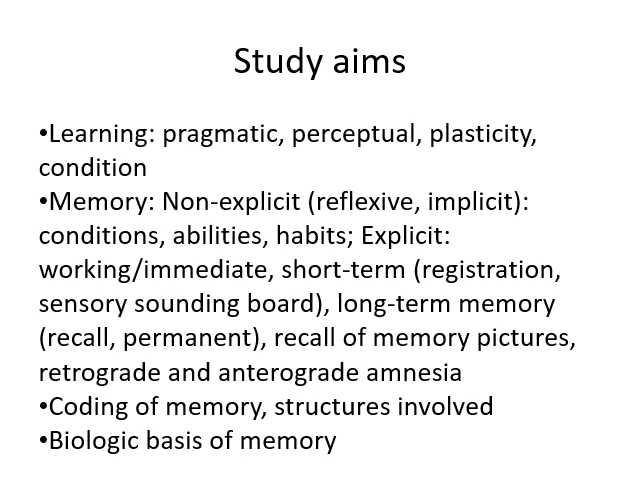 Study aims
•Learning: pragmatic, perceptual, plasticity,
condition
•Memory: Non-explicit (reflexive, implicit):
conditions, abilities, habits; Explicit:
working/immediate, short-term (registration,
sensory sounding board), long-term memory
(recall, permanent), recall of memory pictures,
retrograde and anterograde amnesia
•Coding of memory, structures involved
•Biologic basis of memory